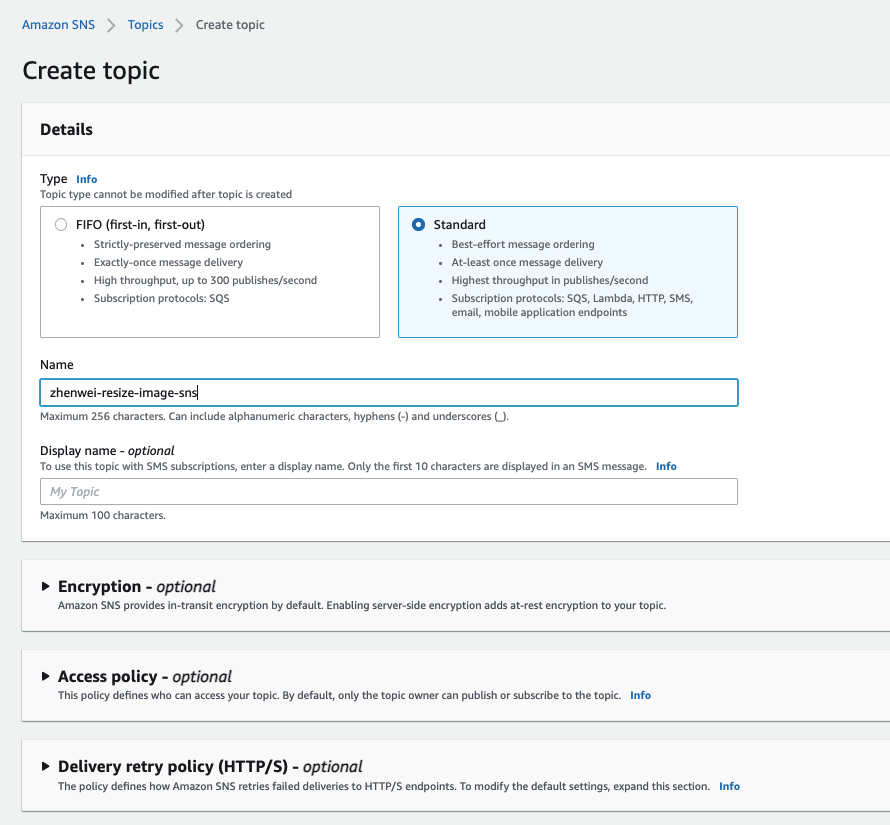 Amazon SNS > Topics > Create topic
Create topic
Details
Type Info
Topic type cannot be modified after topic is created
FIFO (first-in, first-out)
• Strictly-preserved message ordering
• Exactly-once message delivery
• High throughput, up to 300 publishes/second
• Subscription protocols: SQS
Standard
• Best-effort message ordering
• At-least once message delivery
• Highest throughput in publishes/second
• Subscription protocols: SQS, Lambda, HTTP, SMS,
email, mobile application endpoints
Name
zhenwei-resize-image-sns
Maximum 256 characters. Can include alphanumeric characters, hyphens (-) and underscores (_).
Display name - optional
To use this topic with SMS subscriptions, enter a display name. Only the first 10 characters are displayed in an SMS message. Info
My Topic
Maximum 100 characters.
Encryption - optional
Amazon SNS provides in-transit encryption by default. Enabling server-side encryption adds at-rest encryption to your topic.
Access policy - optional
This policy defines who can access your topic. By default, only the topic owner can publish or subscribe to the topic. Info
Delivery retry policy (HTTP/S) - optional
The policy defines how Amazon SNS retries failed deliveries to HTTP/S endpoints. To modify the default settings, expand this section. Info